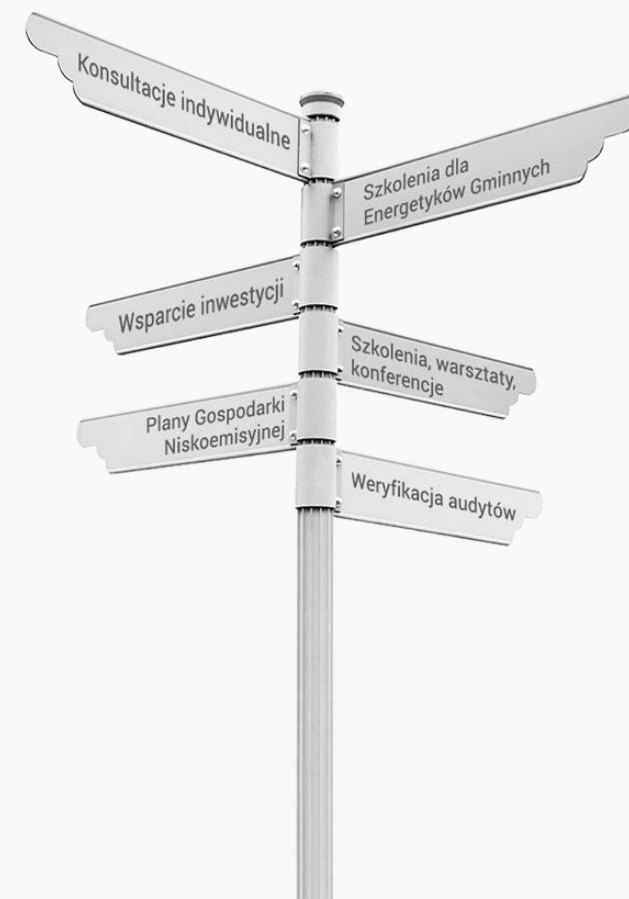 Konsultacje indywidualne
Szkolenia dla
Energetyków Gminnych
Wsparcie inwestycji
Szkolenia, warsztaty,
konferencje
Plany Gospodarki
Niskoemisyjnej
Weryfikacja audytów